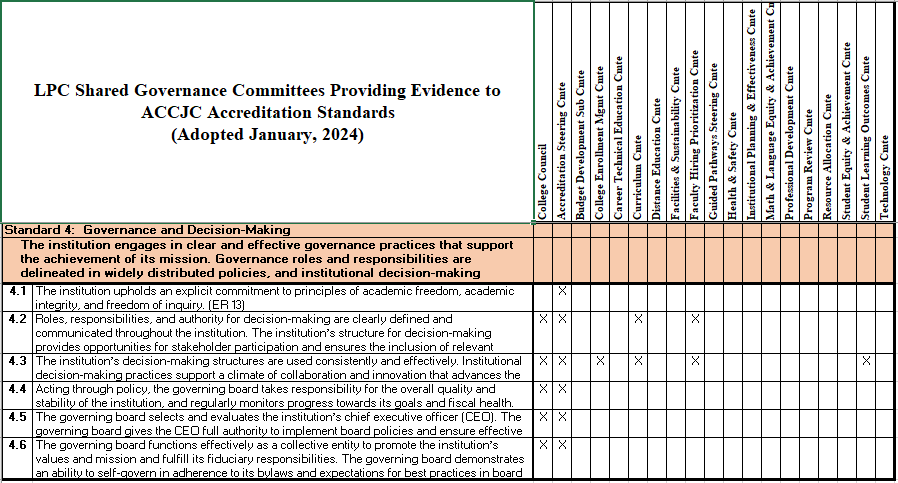 LPC Shared Governance Committees Providing Evidence to
ACCJC Accreditation Standards
(Adopted January, 2024)
College Council
Accreditation Steering Cmte
Budget Development Sub Cmte
College Enrollment Mgmt Cmte
Career Technical Education Cmte
Curriculum Cmte
Distance Education Cmte
Facilities & Sustainability Cmte
Faculty Hiring Prioritization Cmte
Guided Pathways Steering Cmte
Health & Safety Cmte
Institutional Planning & Effectiveness Cmte
Math & Language Equity & Achievement C
Professional Development Cmte
Program Review Cmte
Resource Allocation Cmte
Student Equity & Achievement Cmte
Student Learning Outcomes Cmte
Technology Cmte
Standard 4: Governance and Decision-Making
The institution engages in clear and effective governance practices that support
the achievement of its mission. Governance roles and responsibilities are
delineated in widely distributed policies, and institutional decision-making
4.1 The institution upholds an explicit commitment to principles of academic freedom, academic X
integrity, and freedom of inquiry. (ER 13)
4.2 Roles, responsibilities, and authority for decision-making are clearly defined and X X X X
communicated throughout the institution. The institution's structure for decision-making
provides opportunities for stakeholder participation and ensures the inclusion of relevant
4.3 The institution's decision-making structures are used consistently and effectively. Institutional X X X X X X
decision-making practices support a climate of collaboration and innovation that advances the
4.4 Acting through policy, the governing board takes responsibility for the overall quality and X X
stability of the institution, and regularly monitors progress towards its goals and fiscal health.
4.5 The governing board selects and evaluates the institution's chief executive officer (CEO). The X X
governing board gives the CEO full authority to implement board policies and ensure effective
4.6 The governing board functions effectively as a collective entity to promote the institution's X X
values and mission and fulfill its fiduciary responsibilities. The governing board demonstrates
an ability to self-govern in adherence to its bylaws and expectations for best practices in board